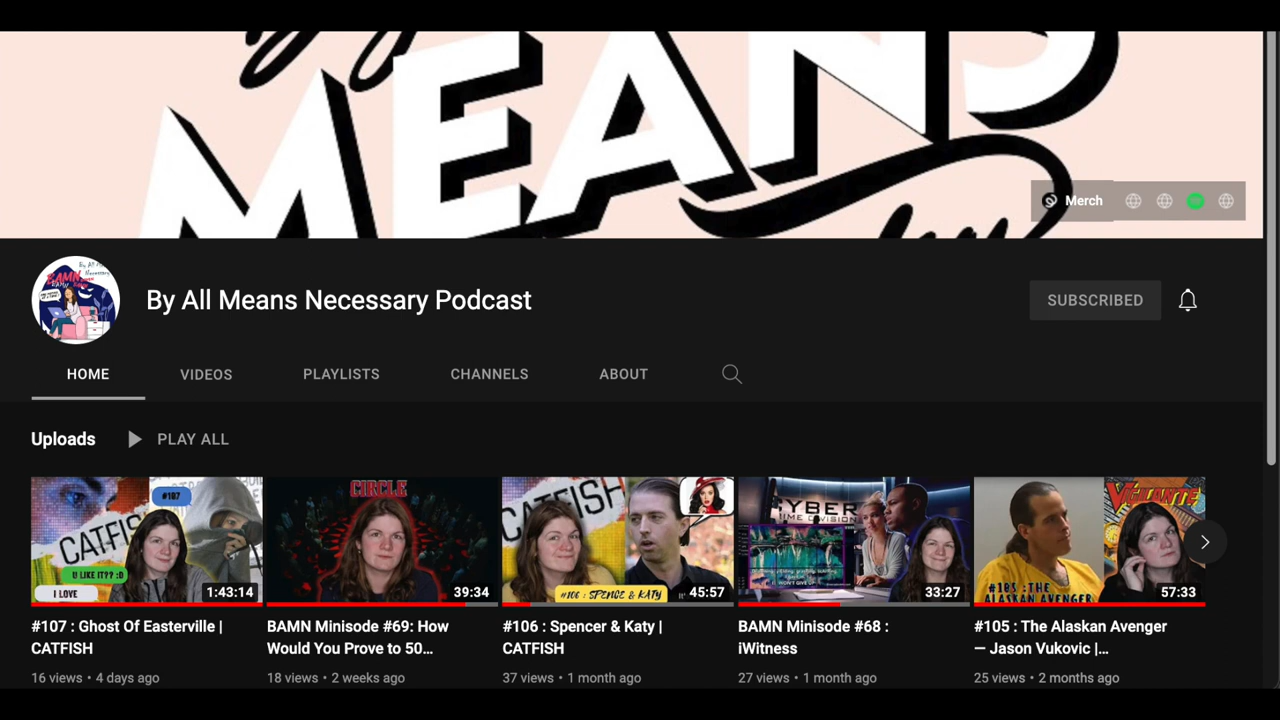 By
MEANS
Merch
BAMN
By All Means Necessary Podcast
SUBSCRIBED
HOME
VIDEOS
PLAYLISTS
CHANNELS
ABOUT
Uploads
PLAY ALL
#107
CATFISH
U LIKE IT?? :D
I LOVE
1:43:14
CIRCLE
39:34
CATFISH
#106 : SPENCE & KATY
45:57
CYBER
33:27
VIGILANTE
#105 : THE
ALASKAN AVENGER
57:33
#107 : Ghost Of Easterville |
CATFISH
16 views • 4 days ago
BAMN Minisode #69: How
Would You Prove to 50…
18 views • 2 weeks ago
#106 : Spencer & Katy |
CATFISH
37 views • 1 month ago
BAMN Minisode #68 :
iWitness
27 views • 1 month ago
#105 : The Alaskan Avenger
— Jason Vukovic |…
25 views • 2 months ago